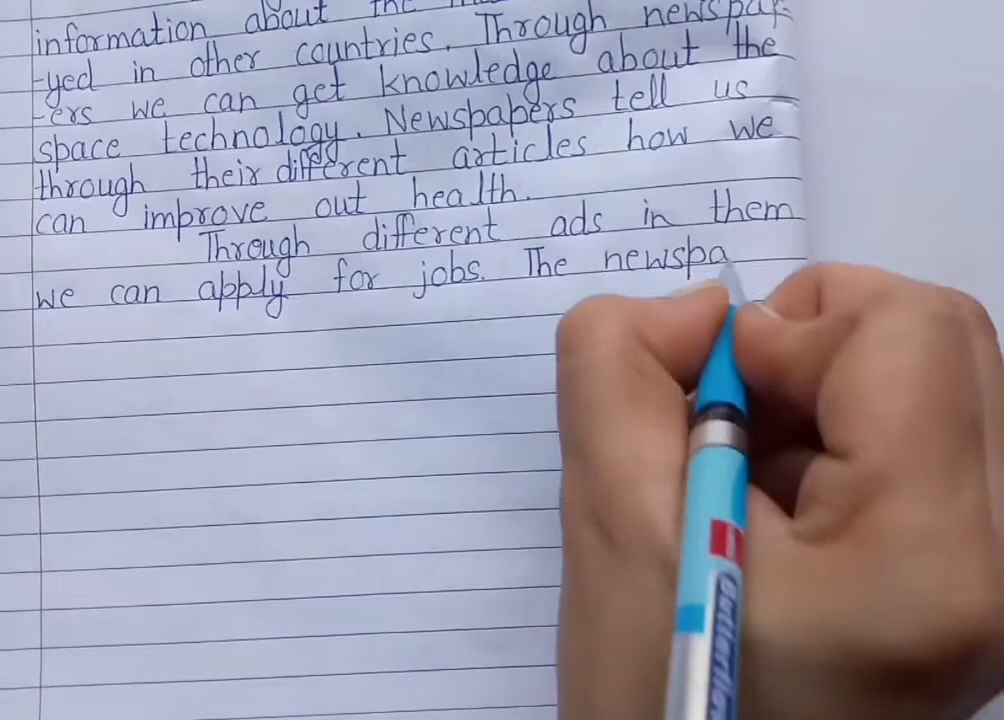 information about the
-yed in other countries. Through newspap-
-ers we can get knowledge about the
space technology. Newspapers tell us
through their different articles how we
can improve out health.
Through different ads in them
we can apply for jobs. The newspa
Butterflow